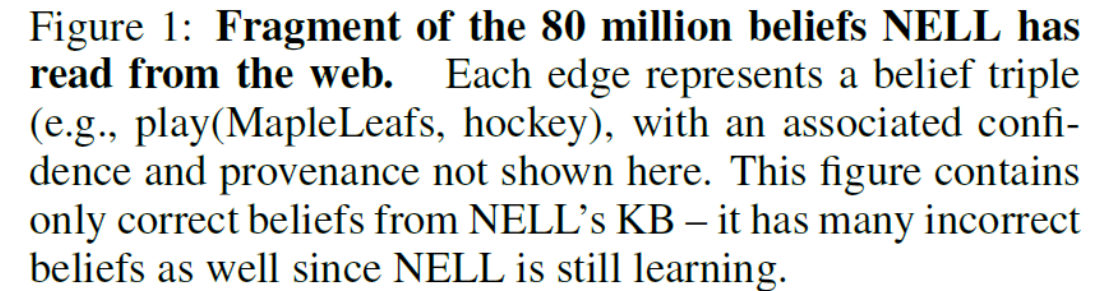 Figure 1: Fragment of the 80 million beliefs NELL has
read from the web. Each edge represents a belief triple
(e.g., play(MapleLeafs, hockey), with an associated confi-
dence and provenance not shown here. This figure contains
only correct beliefs from NELL's KB – it has many incorrect
beliefs as well since NELL is still learning.